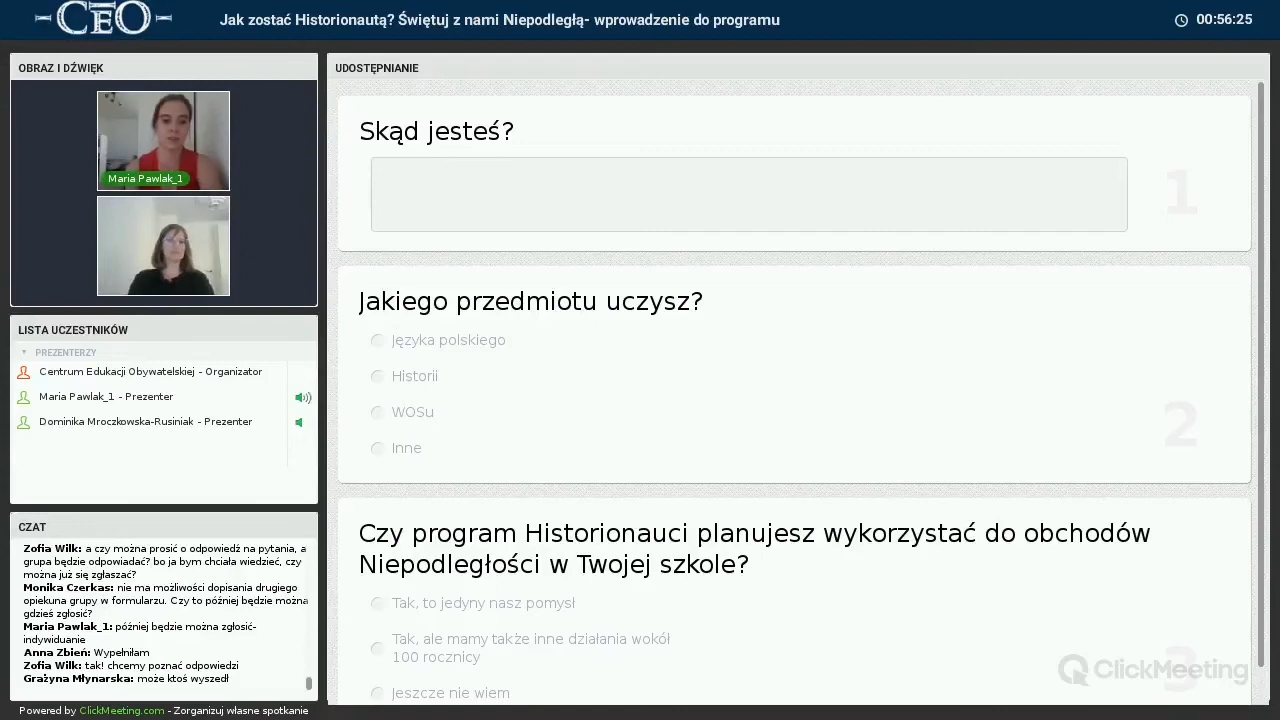 CEO
Jak zostać Historionautą? Świętuj z nami Niepodległą- wprowadzenie do programu
00:56:25
OBRAZ I DŹWIĘK
Maria Pawlak_1
LISTA UCZESTNIKÓW
PREZENTERZY
Centrum Edukacji Obywatelskiej - Organizator
Maria Pawlak_1 - Prezenter
Dominika Mroczkowska-Rusiniak - Prezenter
CZAT
Zofia Wilk: a czy można prosić o odpowiedź na pytania, a
grupa będzie odpowiadać? bo ja bym chciała wiedzieć, czy
można już się zgłaszać?
Monika Czerkas: nie ma możliwości dopisania drugiego
opiekuna grupy w formularzu. Czy to później będzie można
gdzieś zgłosić?
Maria Pawlak_1: później będzie można zgłosić-
indywiduanie
Anna Zbień: Wypełniłam
Zofia Wilk: tak! chcemy poznać odpowiedzi
Grażyna Młynarska: może ktoś wyszedł
Powered by ClickMeeting.com - Zorganizuj własne spotkanie
UDOSTĘPNIANIE
Skąd jesteś?
1
Jakiego przedmiotu uczysz?
Języka polskiego
Historii
WOSu
Inne
2
Czy program Historionauci planujesz wykorzystać do obchodów
Niepodległości w Twojej szkole?
Tak, to jedyny nasz pomysł
Tak, ale mamy także inne działania wokół
100 rocznicy
Jeszcze nie wiem
3
ClickMeeting